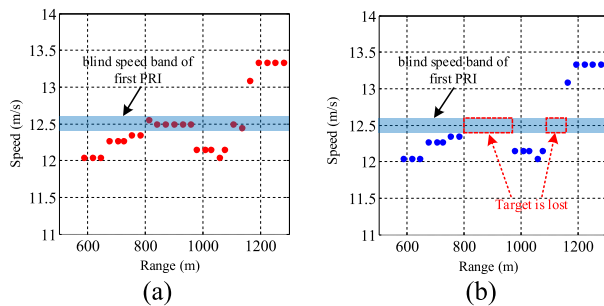 14
13.5
13
12.5
12
11.5
11
Speed (m/s)
blind speed band of
first PRI
600
800
1000
1200
Range (m)
(a)
14
13.5
13
12.5
12
11.5
11
Speed (m/s)
blind speed band of
first PRI
Target is lost
600
800
1000
1200
Range (m)
(b)